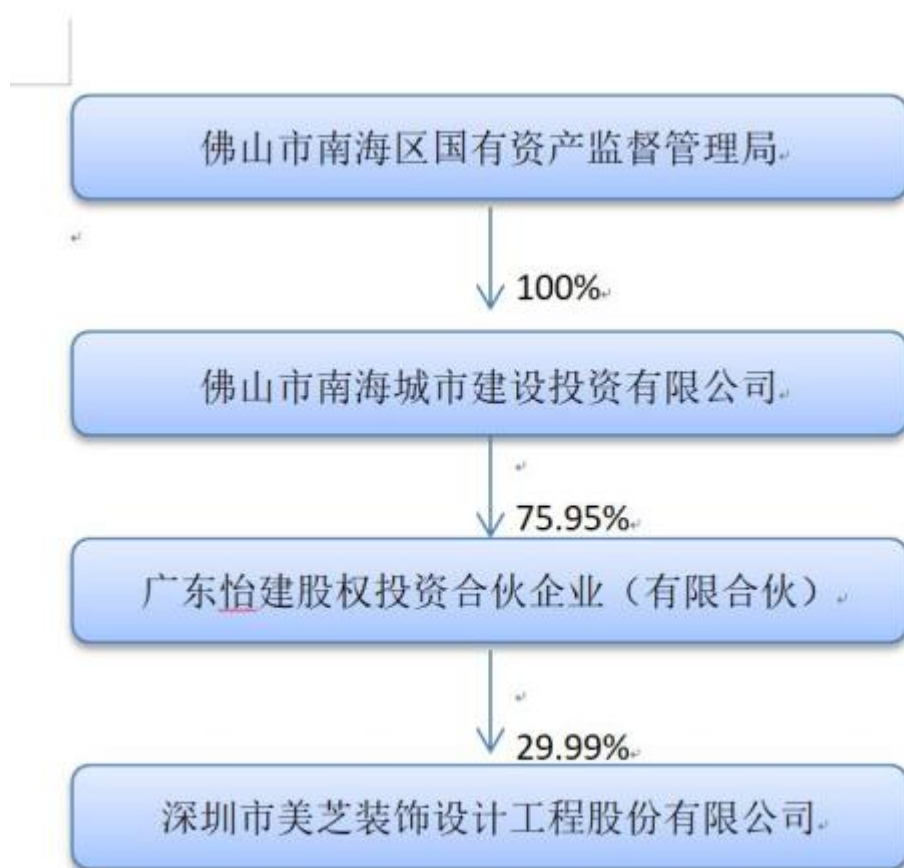 佛山市南海区国有资产监督管理局
100%
佛山市南海城市建设投资有限公司
75.95%
广东怡建股权投资合伙企业（有限合伙）
29.99%
深圳市美芝装饰设计工程股份有限公司